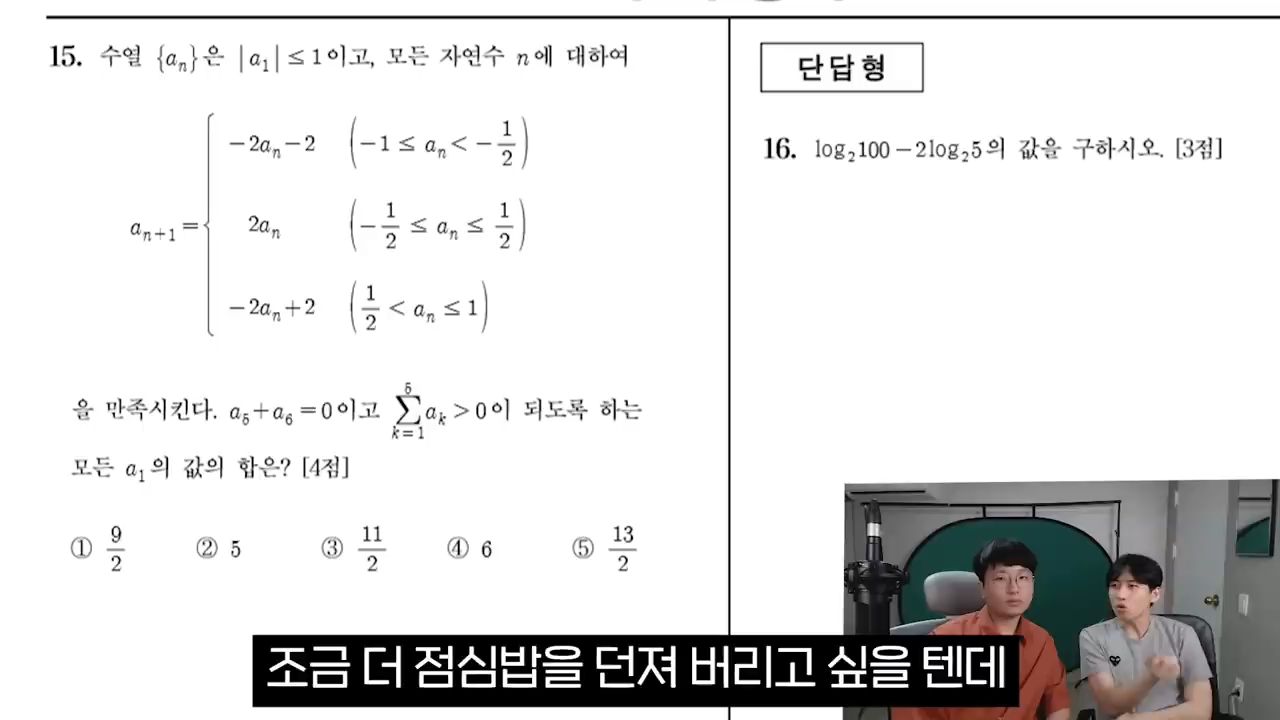 15. 수열 {aₙ}은 |a₁| ≤ 1이고, 모든 자연수 n에 대하여
aₙ₊₁ = { −2aₙ−2 (−1 ≤ aₙ < −1/2)
2aₙ (−1/2 ≤ aₙ ≤ 1/2)
−2aₙ+2 (1/2 < aₙ ≤ 1)
을 만족시킨다. a₅+a₆=0이고 ∑ₖ₌₁⁵ aₖ > 0이 되도록 하는
모든 a₁의 값의 합은? [4점]
① 9/2 ② 5 ③ 11/2 ④ 6 ⑤ 13/2
단답형
16. log₂100−2log₂5의 값을 구하시오. [3점]
조금 더 점심밥을 던져 버리고 싶을 텐데